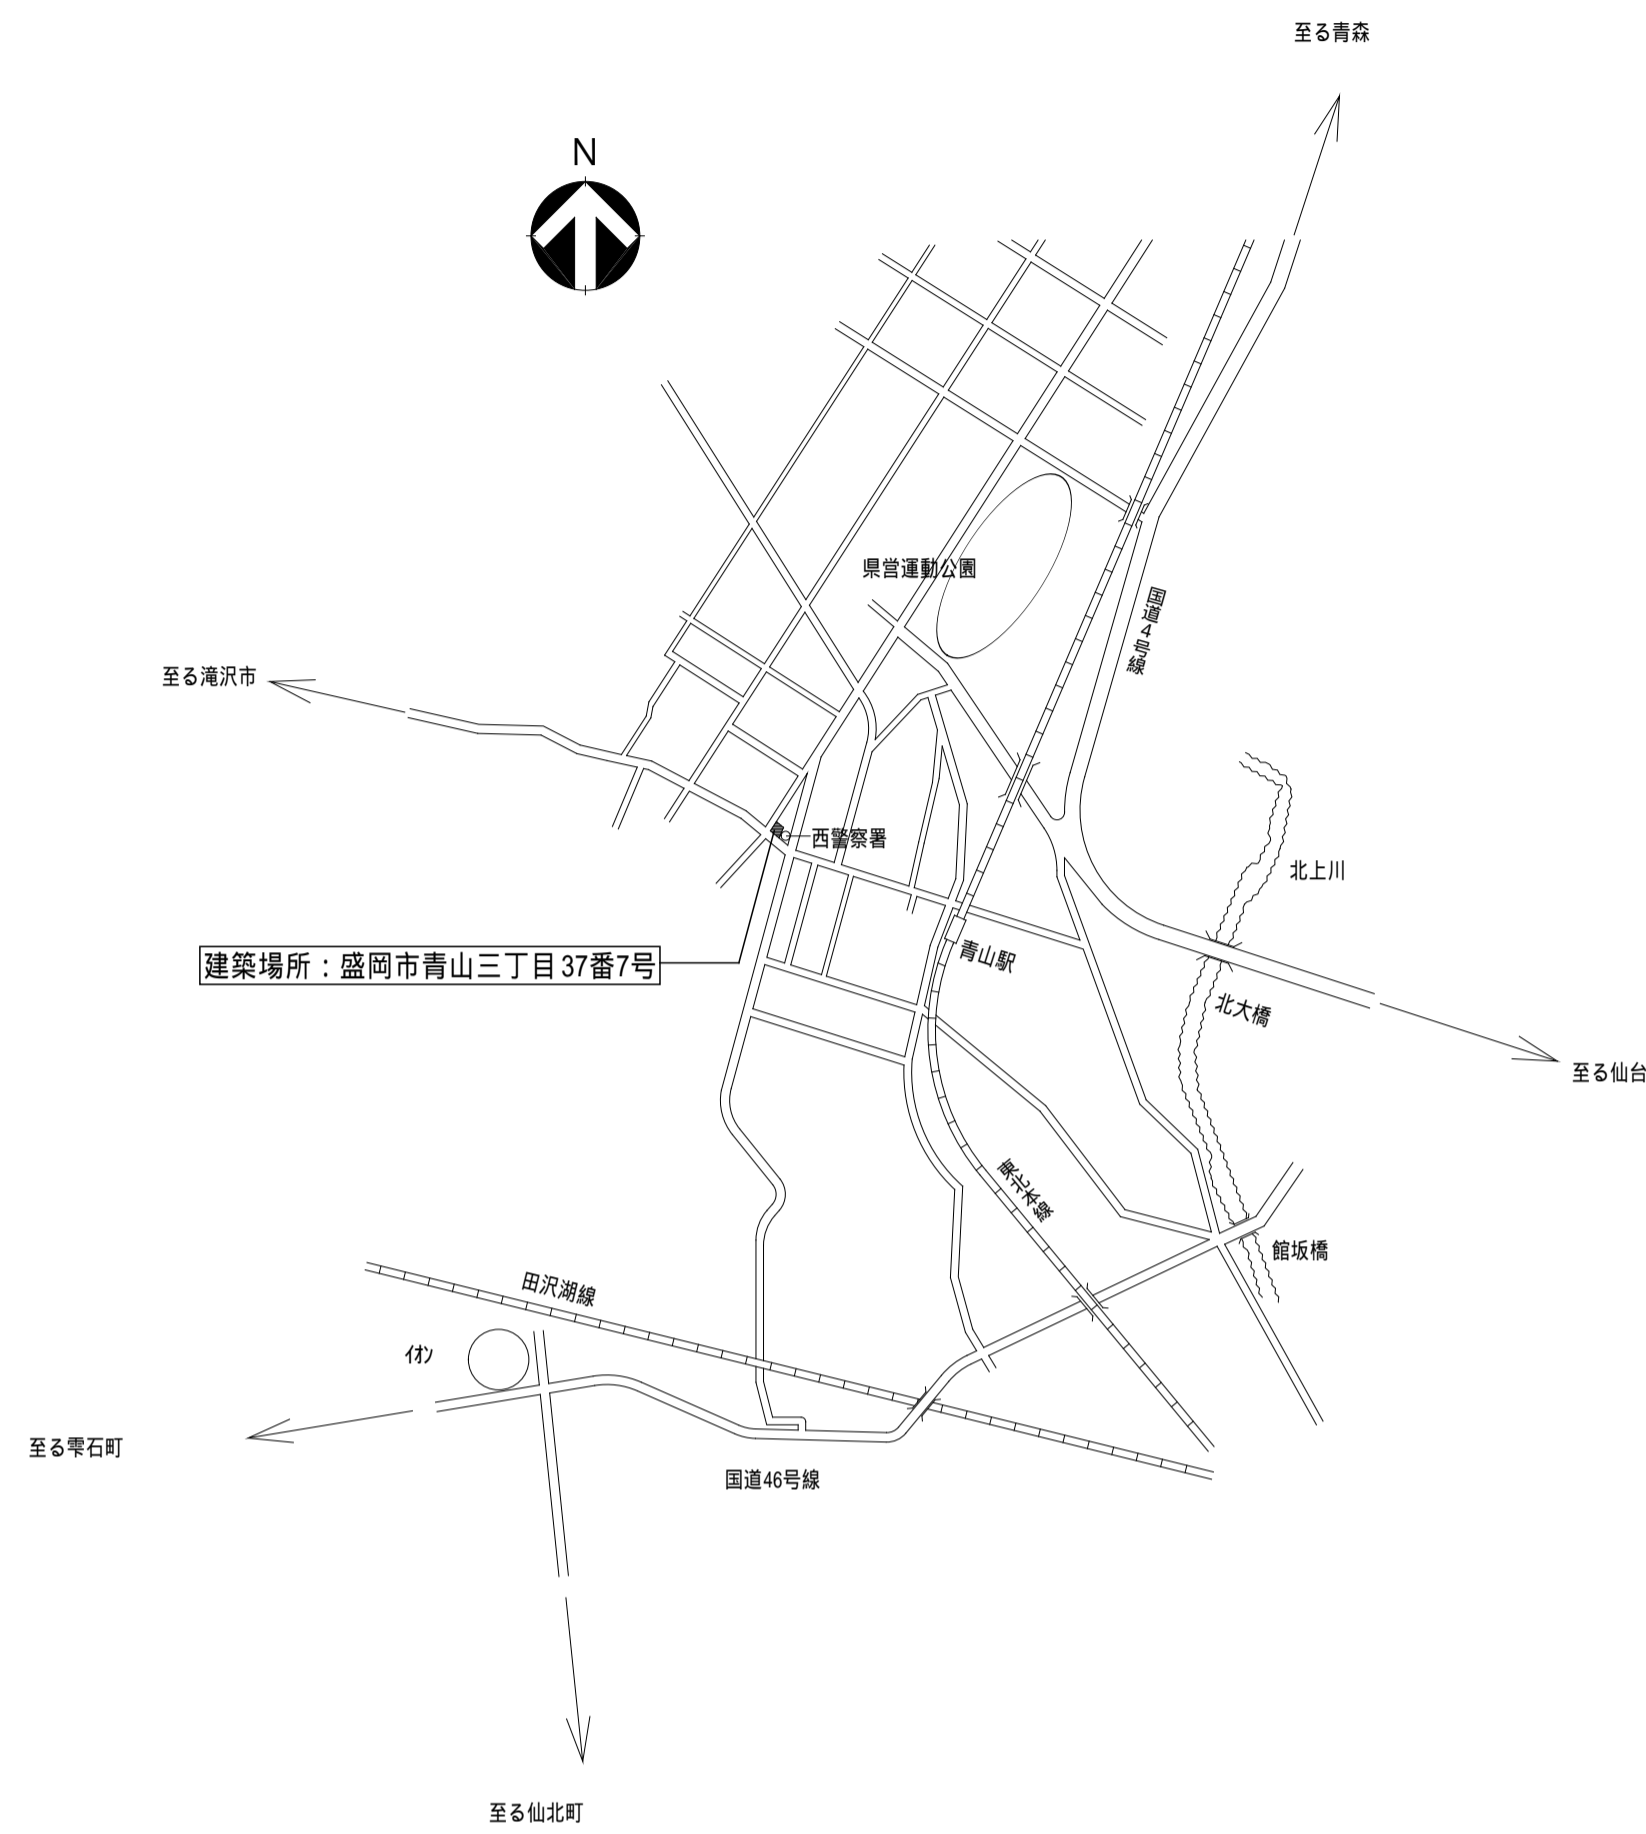 至る青森
N
県営運動公園
国道4号線
至る滝沢市
西警察署
北上川
建築場所：盛岡市青山三丁目37番7号
青山駅
北大橋
至る仙台
東北本線
館坂橋
田沢湖線
ｲｵﾝ
至る雫石町
国道46号線
至る仙北町